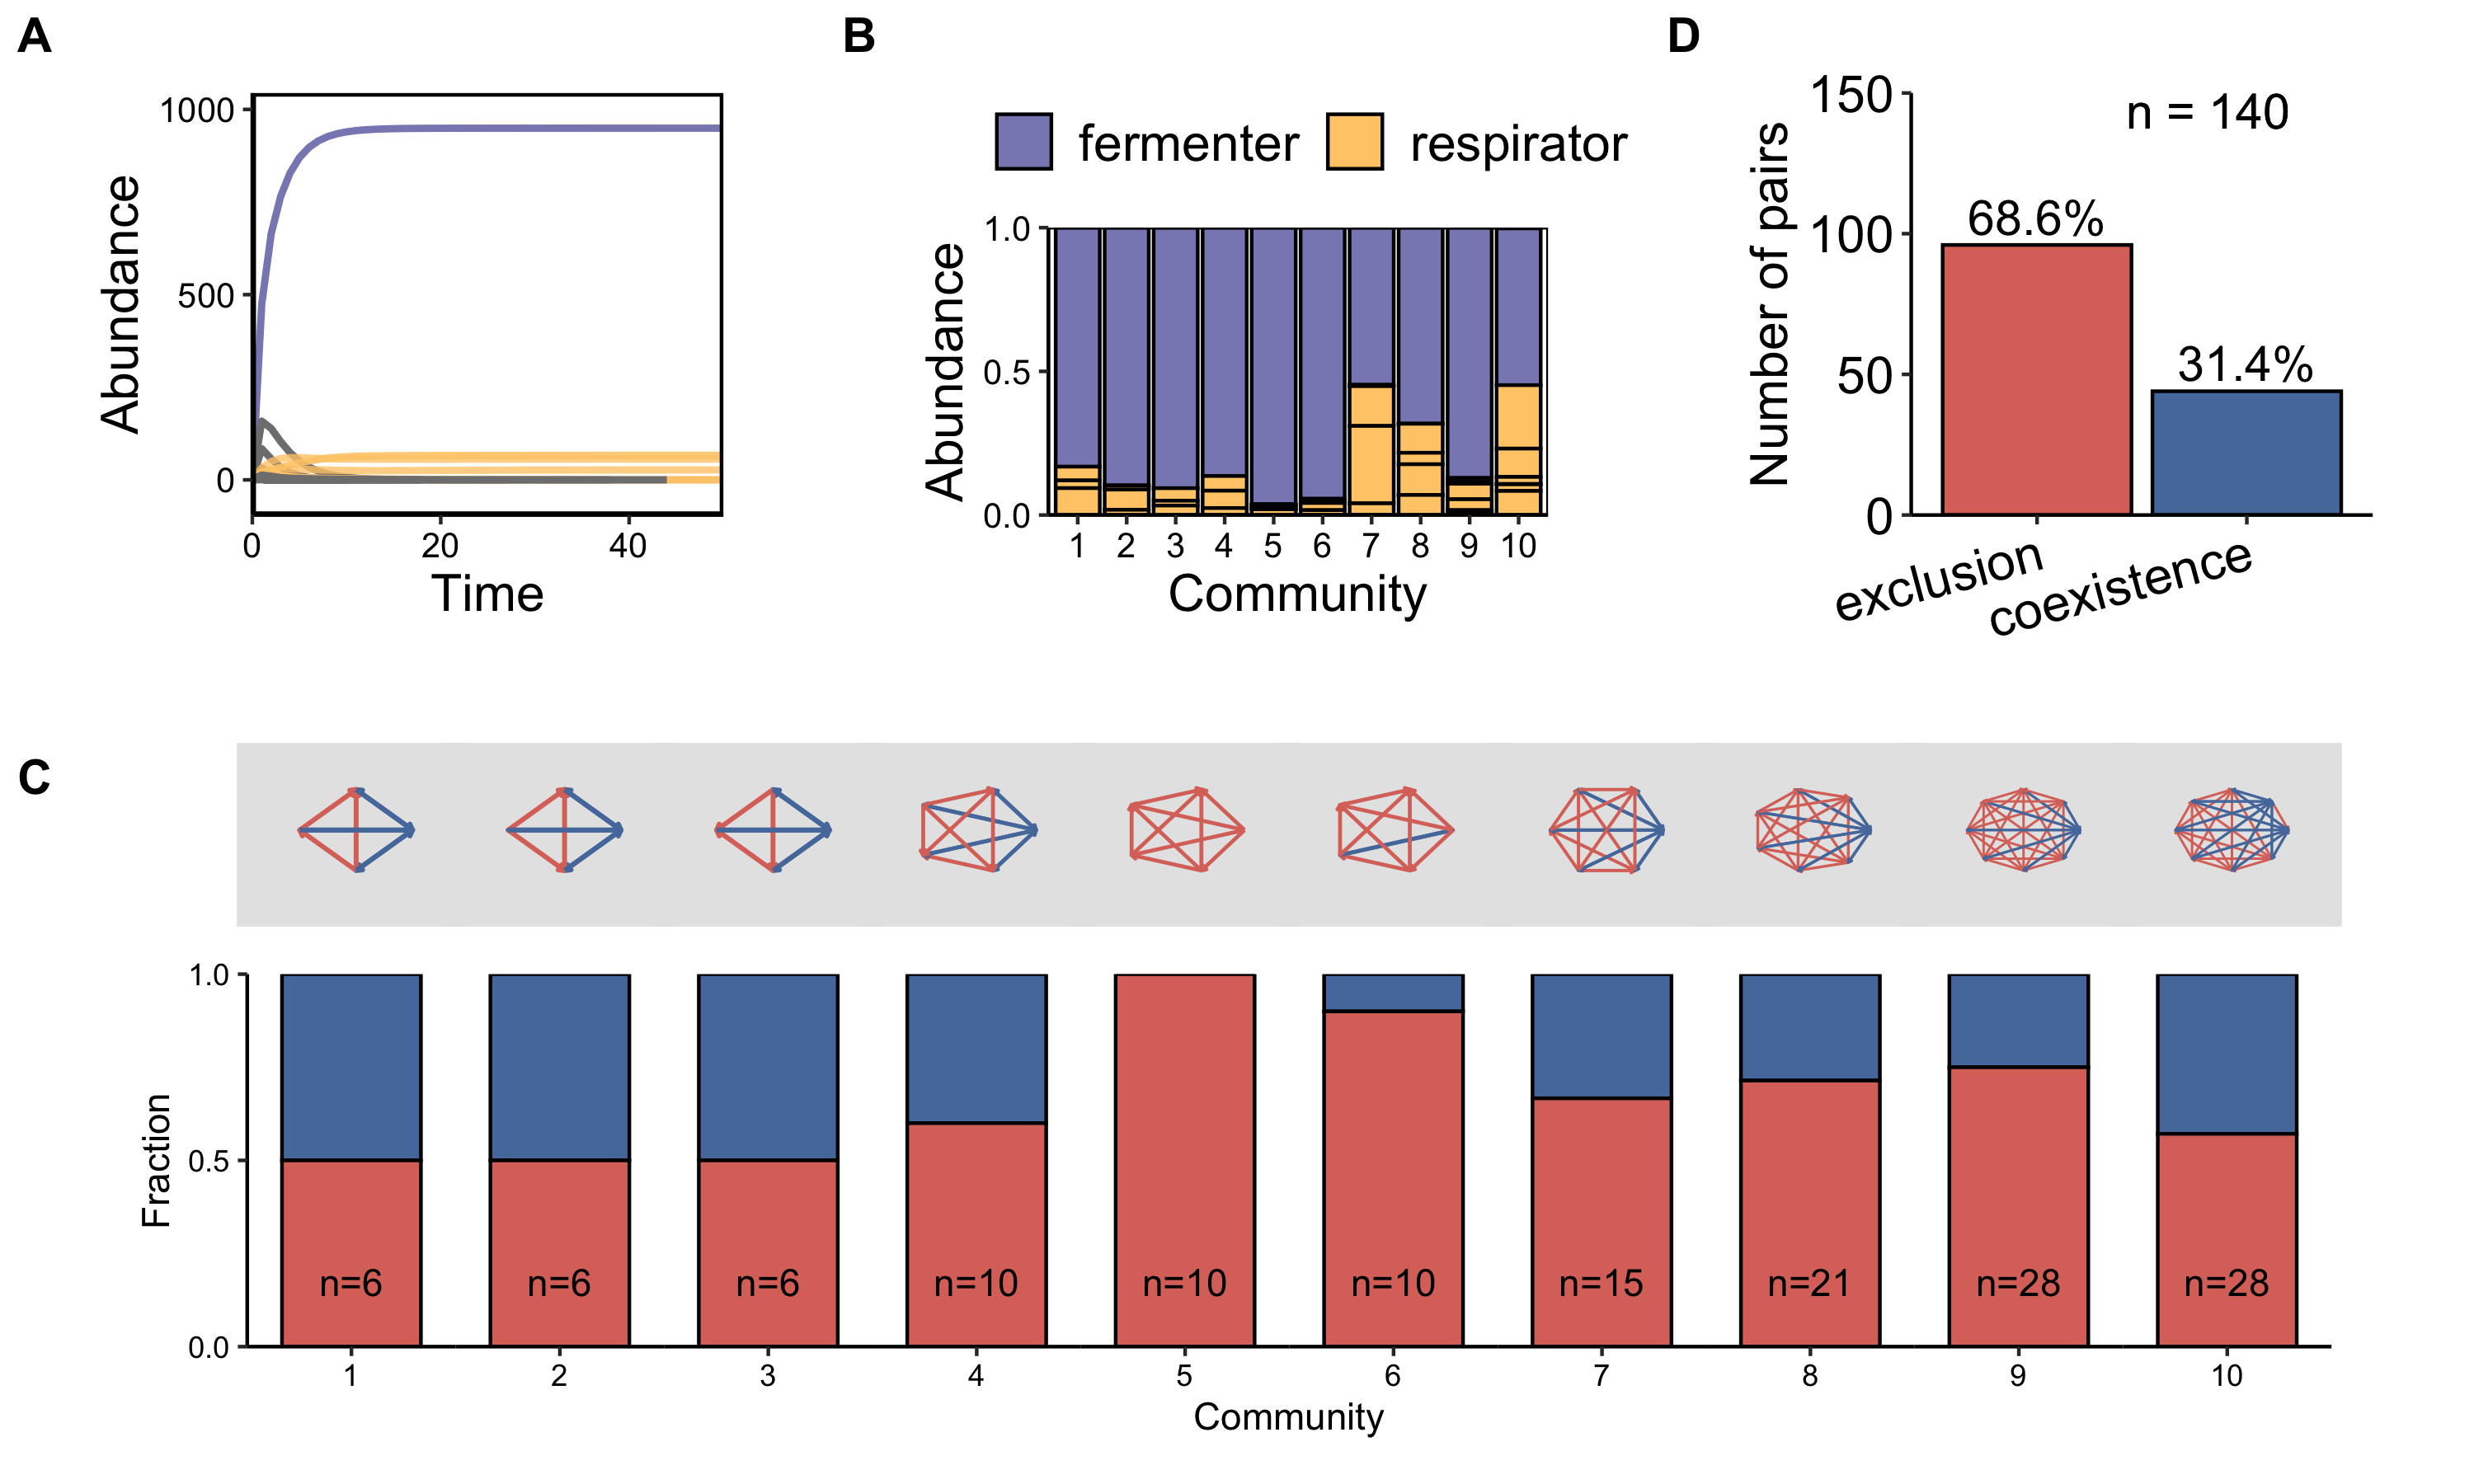 A
1000
500
0
Abundance
0 20 40
Time
B
fermenter respirator
1.0
0.5
0.0
Abundance
1 2 3 4 5 6 7 8 9 10
Community
D
150
100
50
0
Number of pairs
n = 140
68.6%
31.4%
exclusion
coexistence
C
1.0
0.5
0.0
Fraction
n=6 n=6 n=6 n=10 n=10 n=10 n=15 n=21 n=28 n=28
1 2 3 4 5 6 7 8 9 10
Community